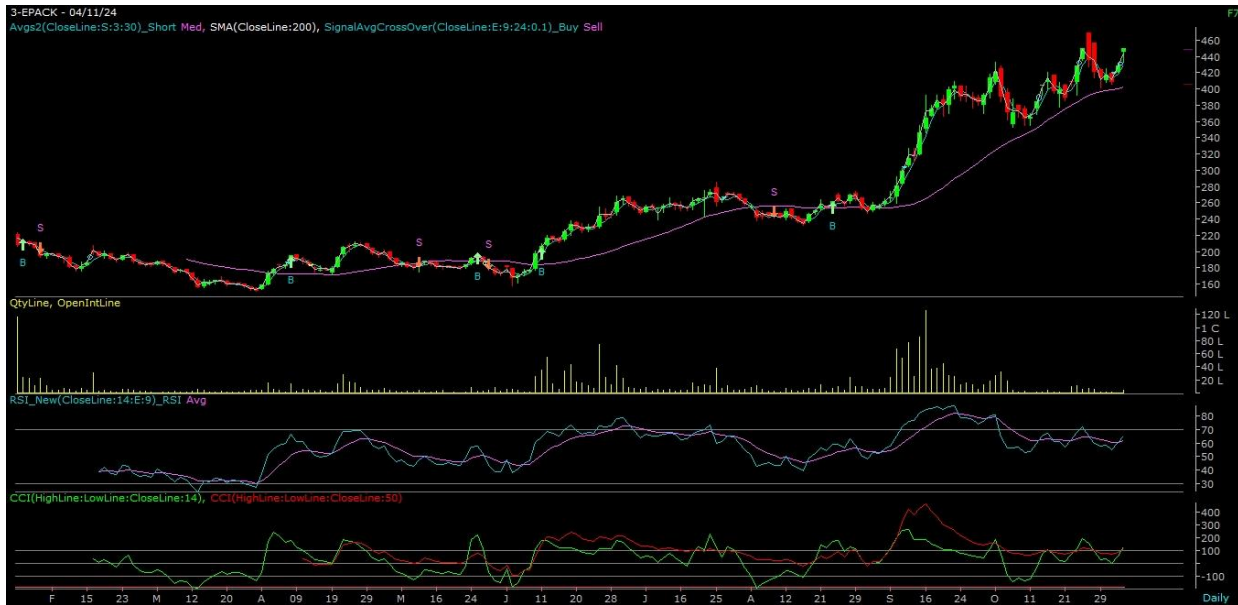 3-EPACK - 04/11/24
F7
Avgs2(CloseLine:S:3:30)_Short Med, SMA(CloseLine:200), SignalAvgCrossOver(CloseLine:E:9:24:0.1)_Buy Sell
460
440
420
400
380
360
340
320
300
280
260
240
220
200
180
160
S
B
B
S
S
B
B
S
B
QtyLine, OpenIntLine
120 L
1 C
80 L
60 L
40 L
20 L
RSI_New(CloseLine:14:E:9)_RSI Avg
80
70
60
50
40
30
CCI(HighLine:LowLine:CloseLine:14), CCI(HighLine:LowLine:CloseLine:50)
400
300
200
100
-100
F 15 23 M 12 20 A 09 19 29 M 16 24 J 11 20 28 J 16 25 A 12 21 29 S 16 24 O 11 21 29 Daily